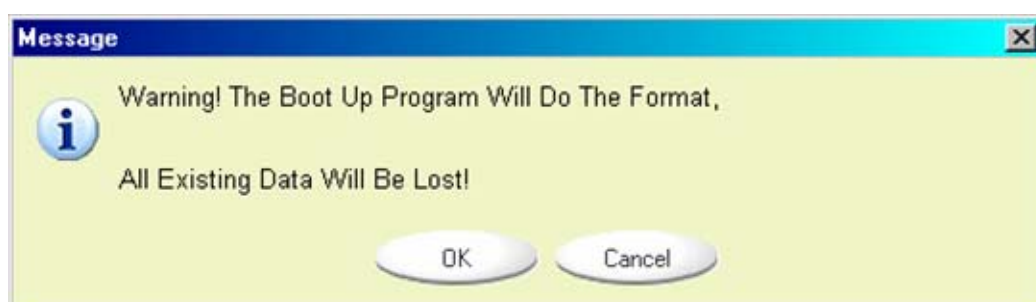 Message
Warning! The Boot Up Program Will Do The Format,
All Existing Data Will Be Lost!
OK Cancel